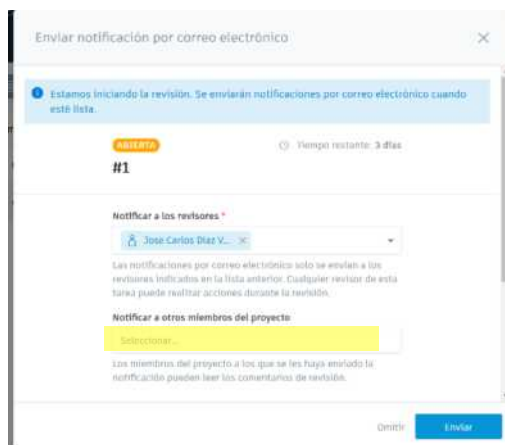 Enviar notificación por correo electrónico
Estamos iniciando la revisión. Se enviarán notificaciones por correo electrónico cuando
esté lista.
ABIERTA
Tiempo restante: 3 días
#1
Notificar a los revisores *
Jose Carlos Diaz V...
Las notificaciones por correo electrónico solo se envían a los
revisores indicados en la lista anterior. Cualquier revisor de esta
tarea puede realizar acciones durante la revisión.
Notificar a otros miembros del proyecto
Seleccionar...
Los miembros del proyecto a los que se les haya enviado la
notificación pueden leer los comentarios de revisión.
Omitir
Enviar